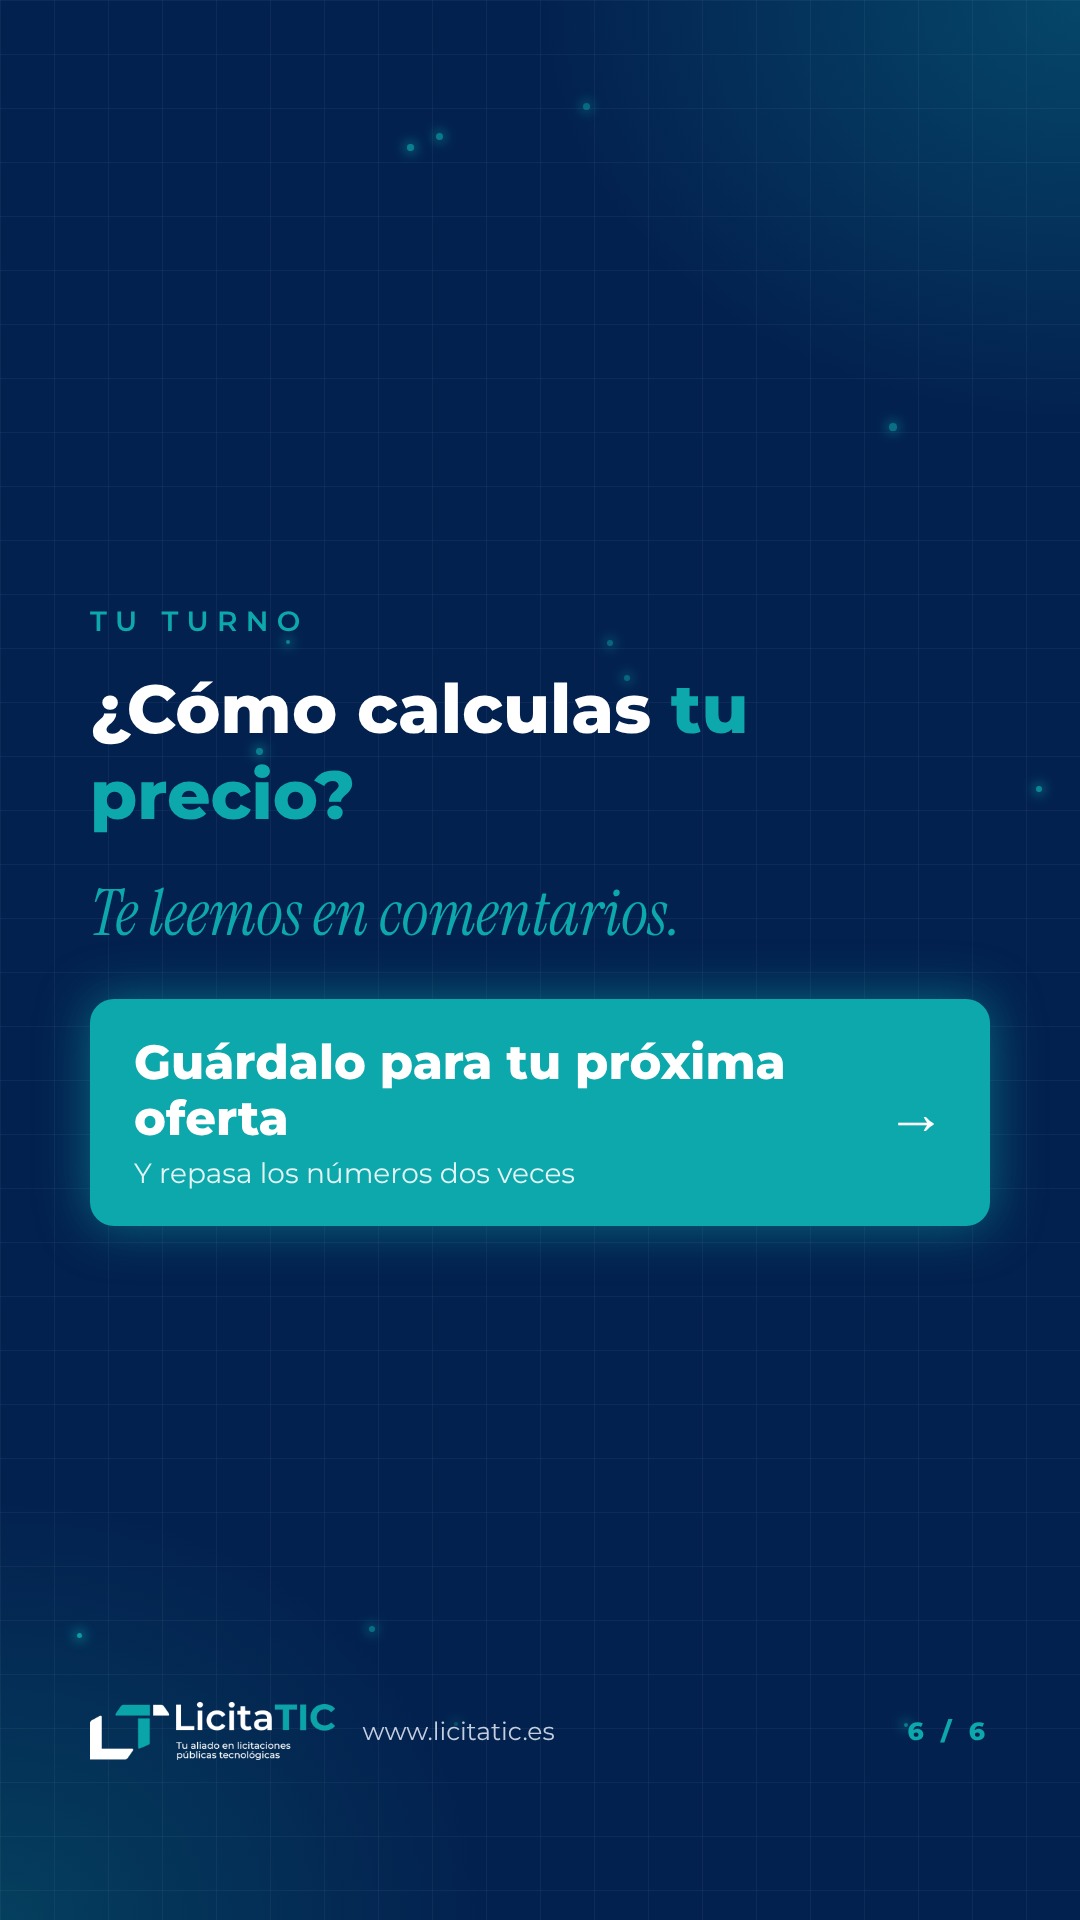 TU TURNO
¿Cómo calculas tu
precio?
Te leemos en comentarios.
Guárdalo para tu próxima
oferta
→
Y repasa los números dos veces
LicitaTIC
Tu aliado en licitaciones
públicas tecnológicas
www.licitatic.es
6 / 6